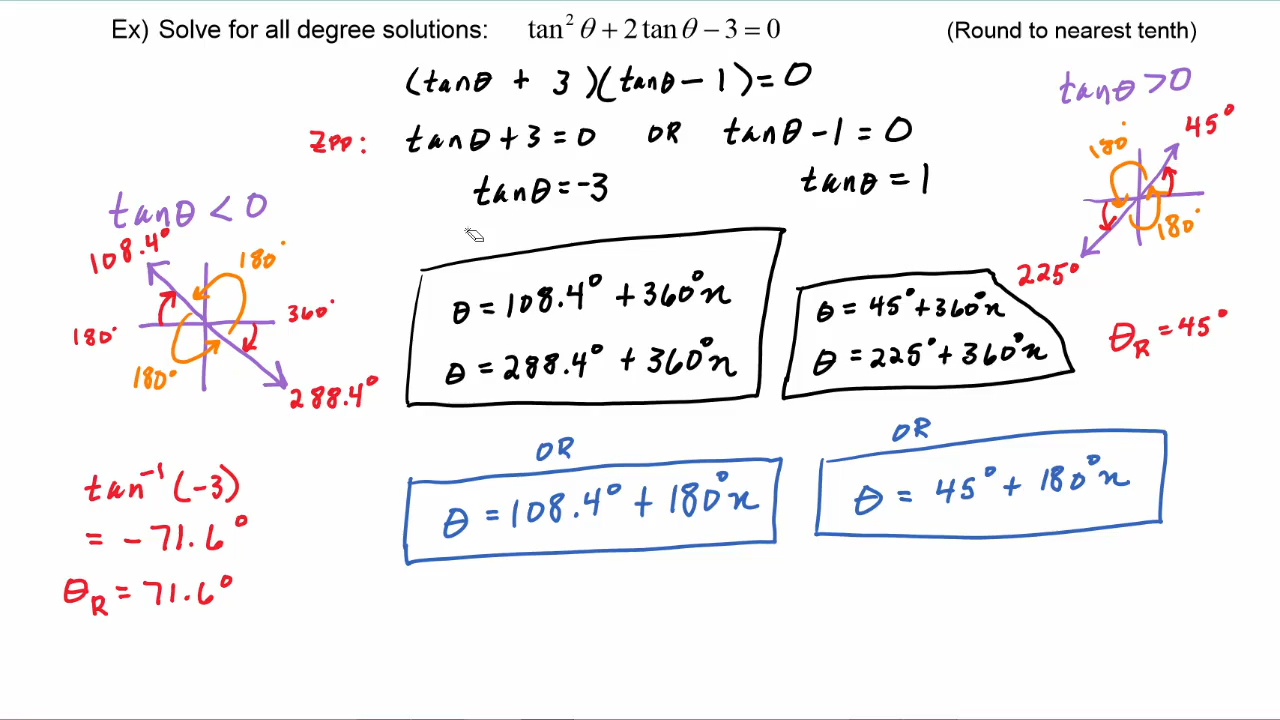 Ex) Solve for all degree solutions: tan² θ + 2 tan θ − 3 = 0 (Round to nearest tenth)
(tanθ + 3)(tanθ − 1) = 0
ZPP: tanθ + 3 = 0 OR tanθ − 1 = 0
tanθ = −3
tanθ = 1
tanθ < 0
108.4°
180°
180°
360°
180°
288.4°
tan⁻¹(−3)
= −71.6°
θR = 71.6°
θ = 108.4° + 360°n
θ = 288.4° + 360°n
OR
θ = 108.4° + 180°n
θ = 45° + 360°n
θ = 225° + 360°n
OR
θ = 45° + 180°n
tanθ > 0
45°
180°
180°
225°
θR = 45°